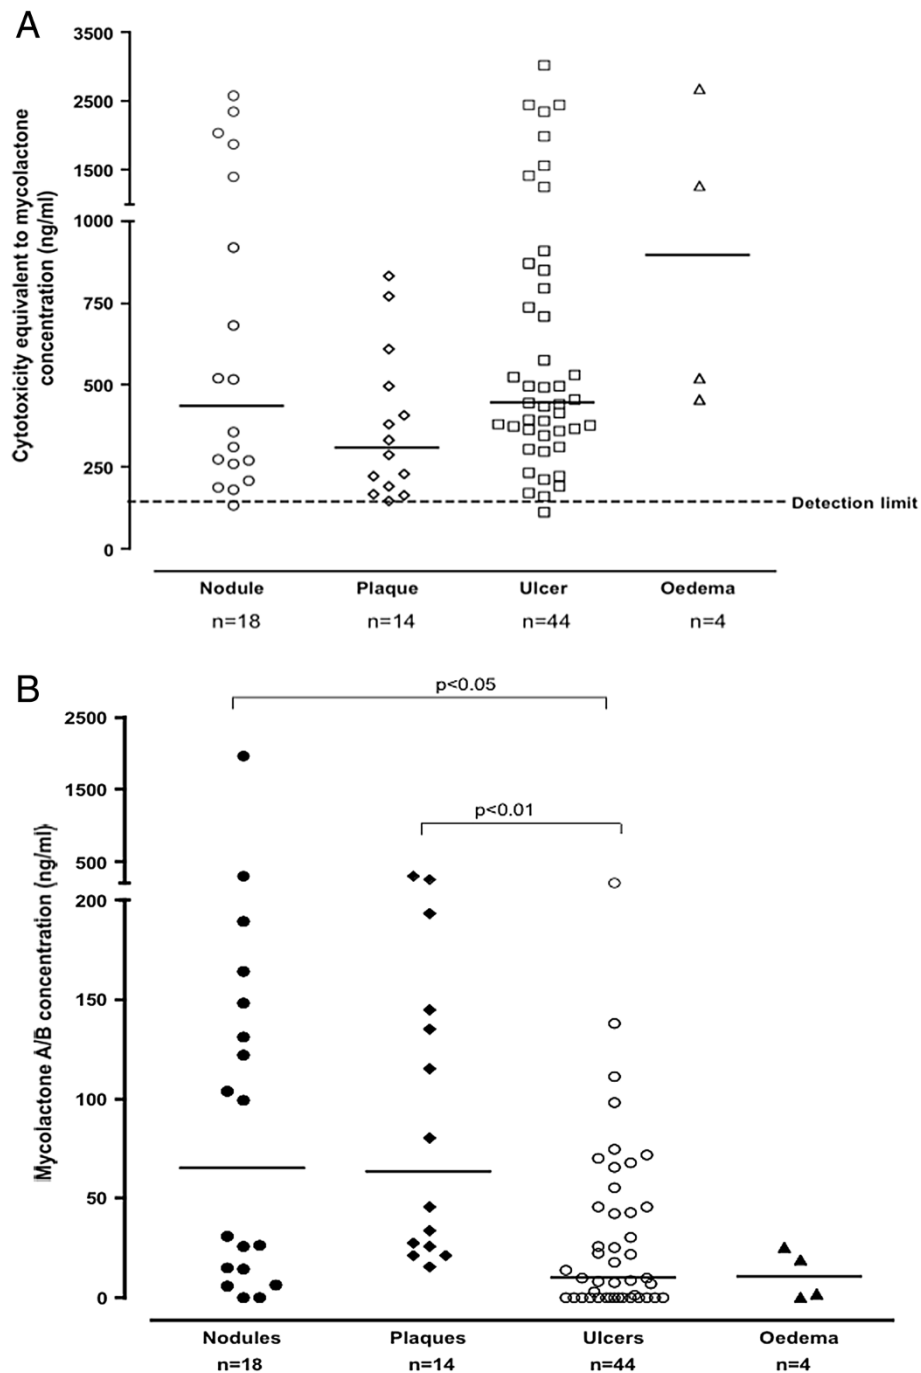 A
Cytotoxicity equivalent to mycolactone
concentration (ng/ml)
3500
2500
1500
1000
750
500
250
0
Detection limit
Nodule Plaque Ulcer Oedema
n=18 n=14 n=44 n=4
B
p<0.05
p<0.01
Mycolactone A/B concentration (ng/ml)
2500
1500
500
200
150
100
50
0
Nodules Plaques Ulcers Oedema
n=18 n=14 n=44 n=4